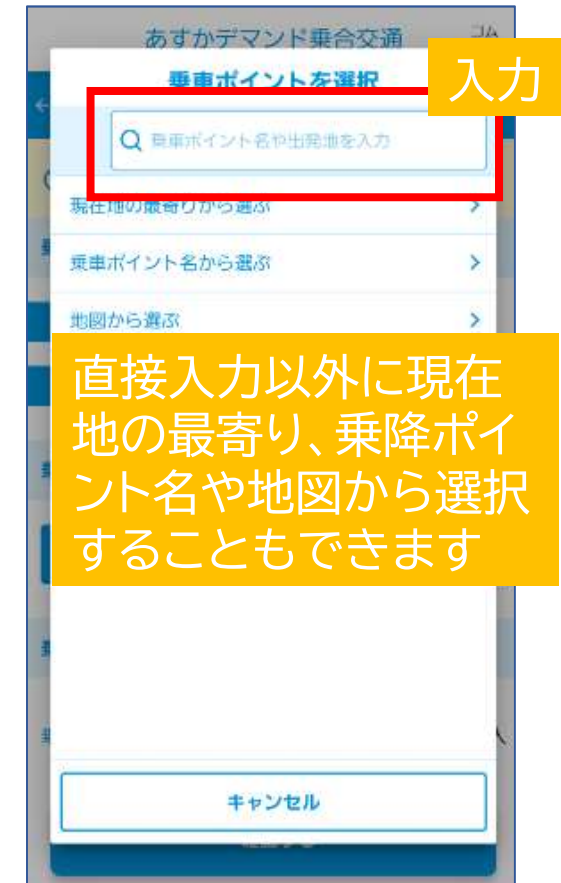 あすかデマンド乗合交通
乗車ポイントを選択
入力
乗車ポイント名や出発地を入力
現在地の最寄りから選ぶ
乗車ポイント名から選ぶ
地図から選ぶ
直接入力以外に現在
地の最寄り、乗降ポイ
ント名や地図から選択
することもできます
キャンセル